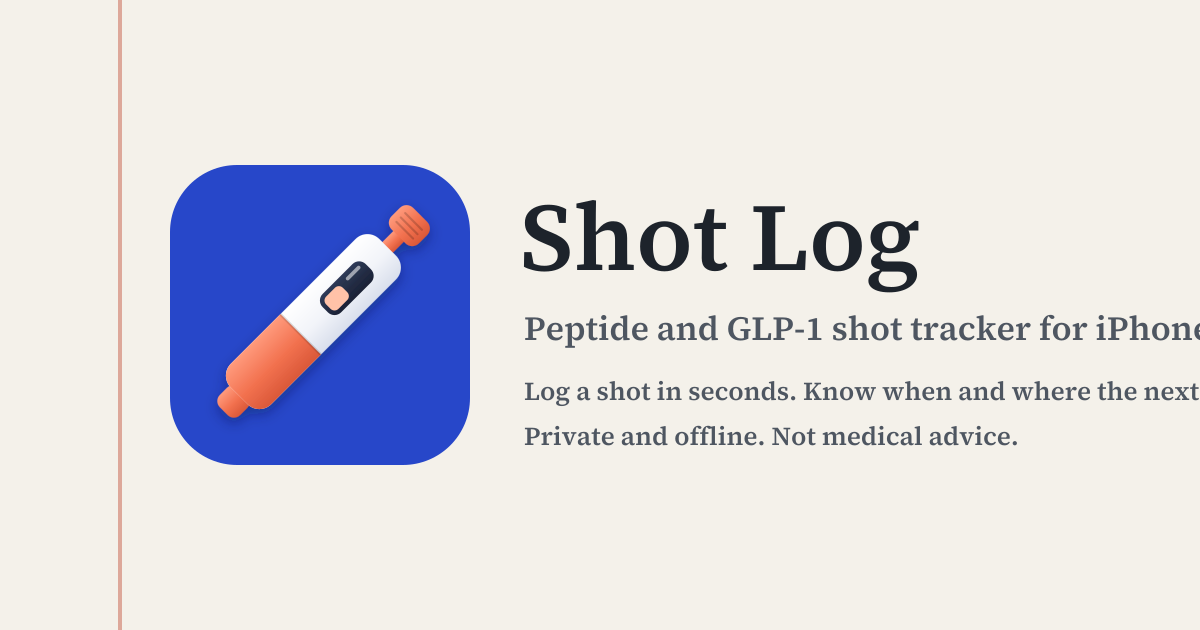 Shot Log
Peptide and GLP-1 shot tracker for iPhone
Log a shot in seconds. Know when and where the next
Private and offline. Not medical advice.